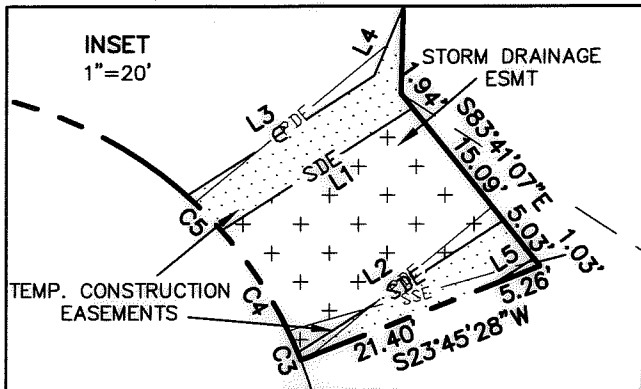 INSET
1"=20'
L4
STORM DRAINAGE
ESMT
L3
PDE
1.94'
S83°41'07"E
SDE
L1
15.09'
5.03'
1.03'
C5
L2
SDE
SSE
L5
TEMP. CONSTRUCTION
EASEMENTS
C4
5.26'
C3
21.40'
S23°45'28"W